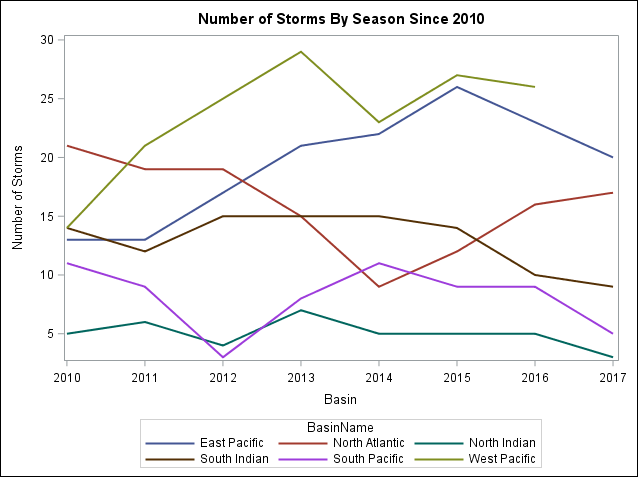 Number of Storms By Season Since 2010
30
25
20
15
10
5
Number of Storms
2010 2011 2012 2013 2014 2015 2016 2017
Basin
BasinName
East Pacific North Atlantic North Indian
South Indian South Pacific West Pacific